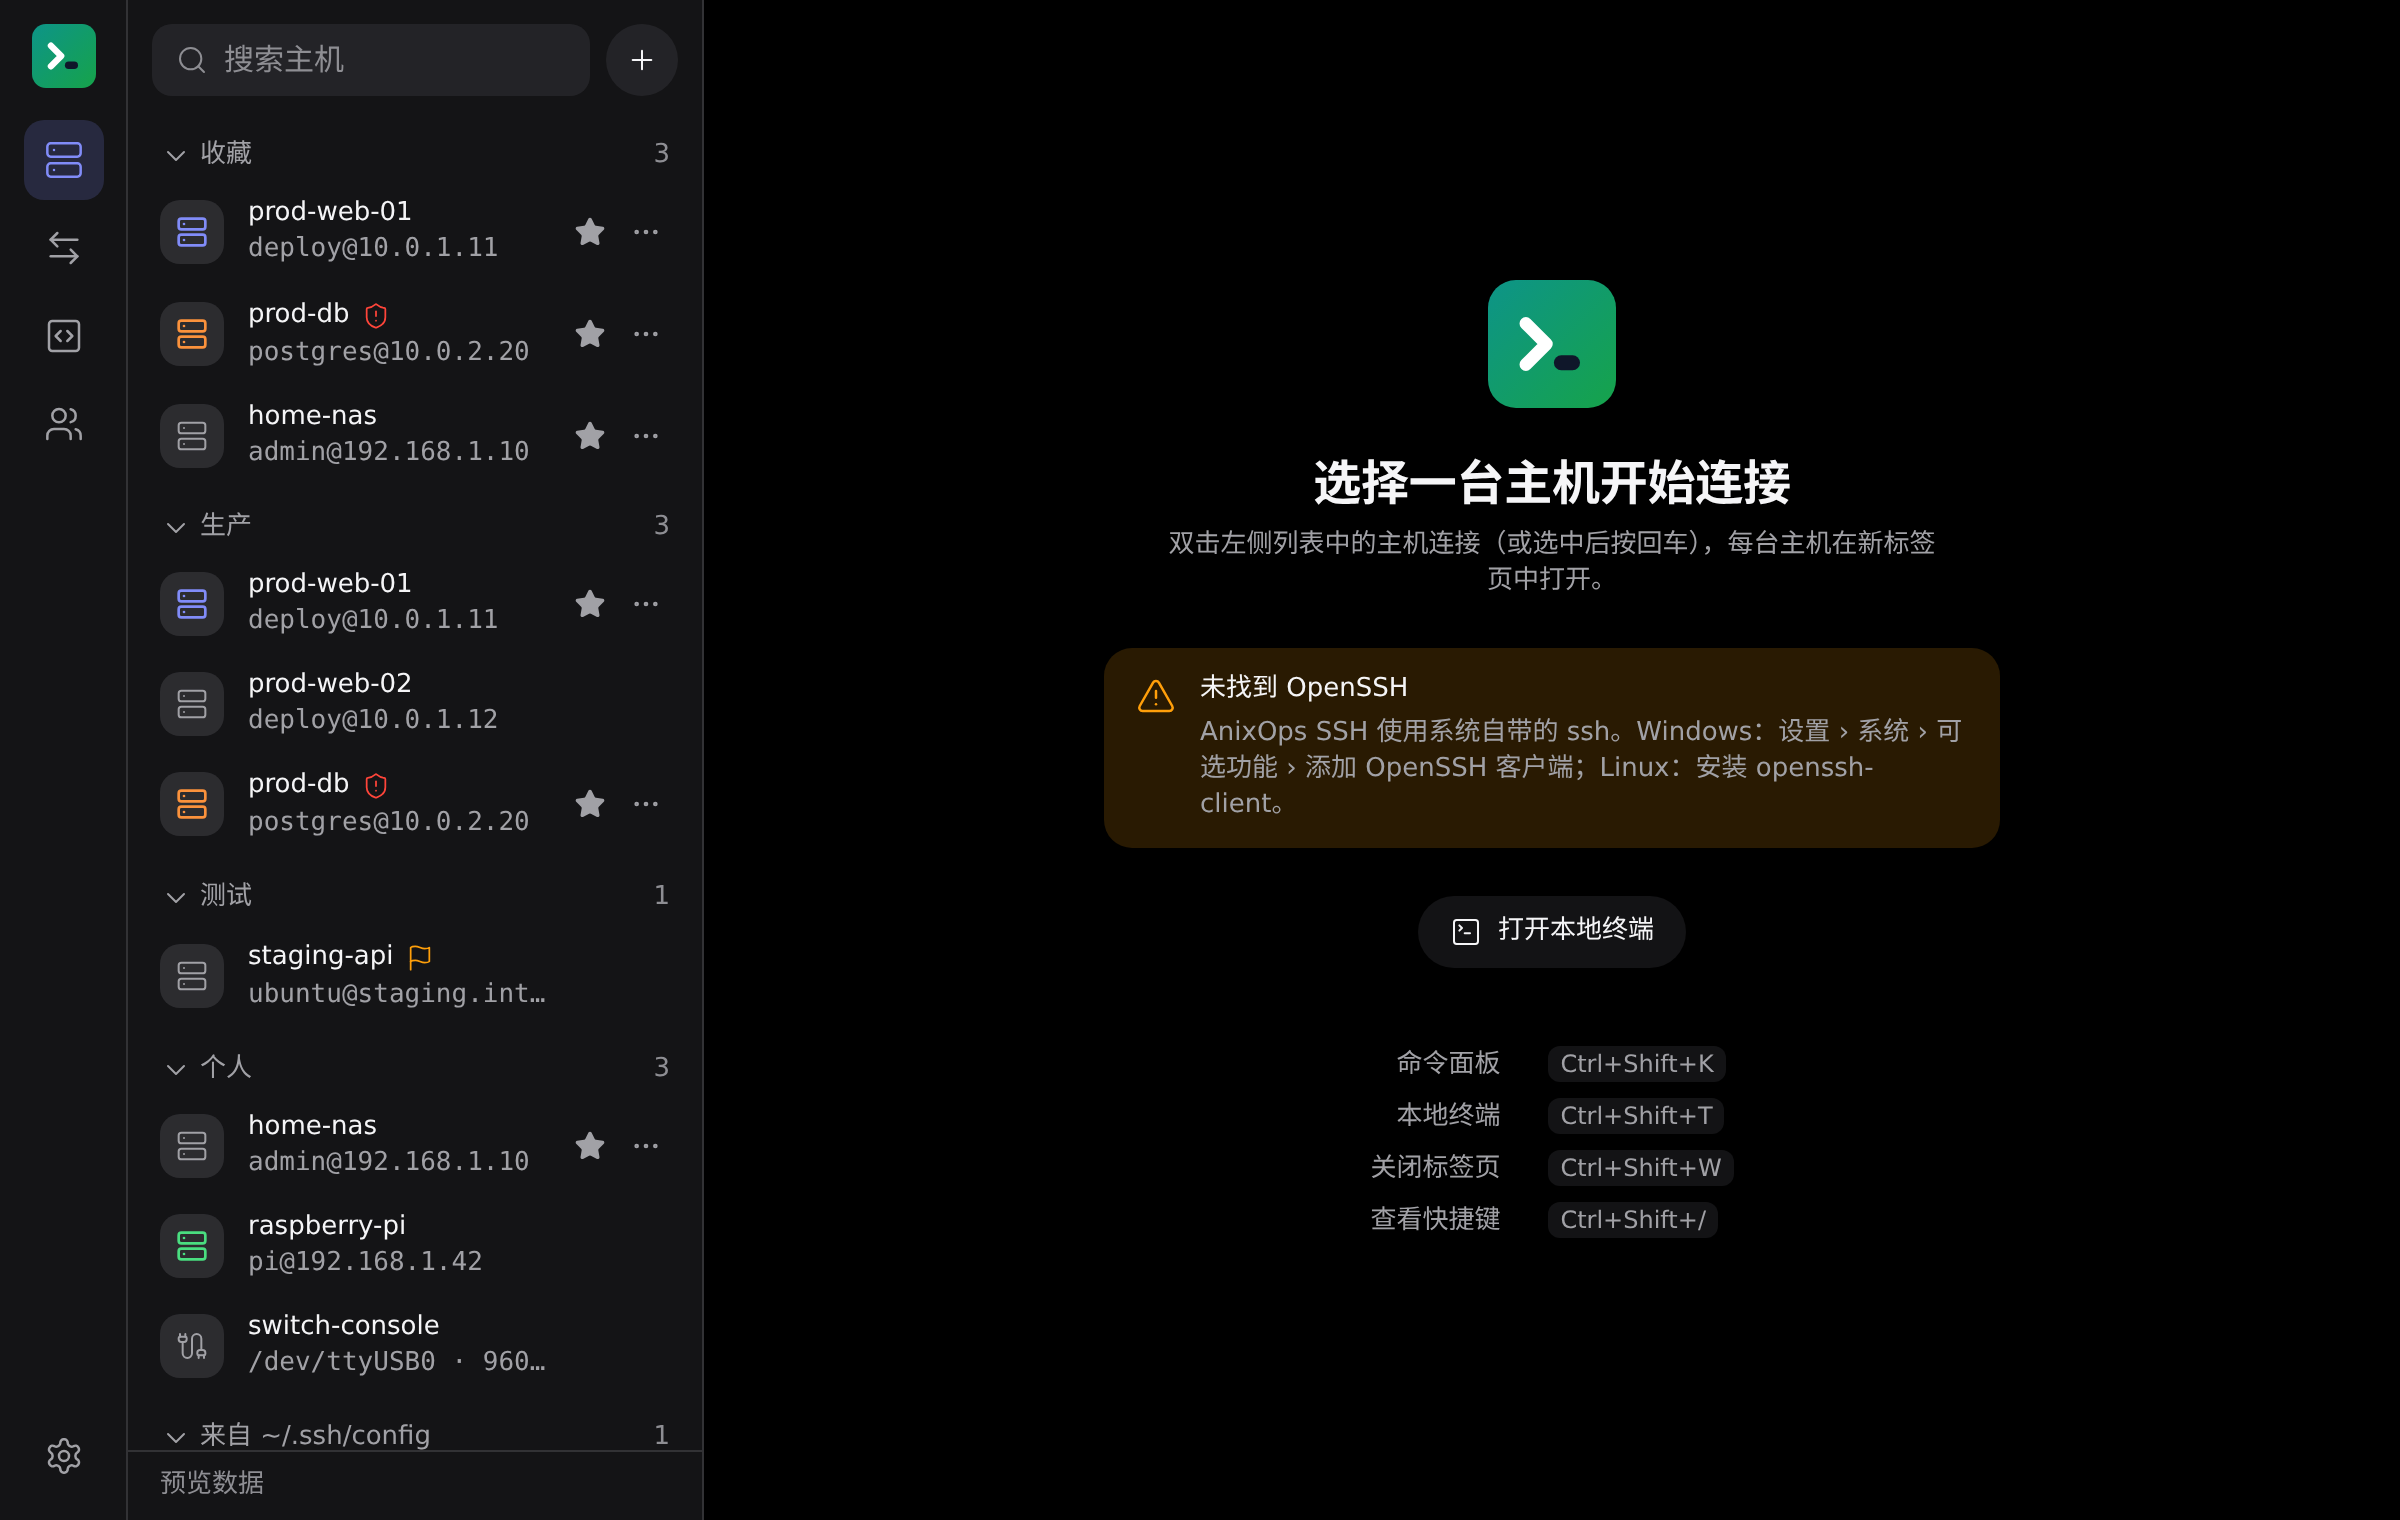 搜索主机
收藏 3
prod-web-01
deploy@10.0.1.11
prod-db
postgres@10.0.2.20
home-nas
admin@192.168.1.10
生产 3
prod-web-01
deploy@10.0.1.11
prod-web-02
deploy@10.0.1.12
prod-db
postgres@10.0.2.20
测试 1
staging-api
ubuntu@staging.int…
个人 3
home-nas
admin@192.168.1.10
raspberry-pi
pi@192.168.1.42
switch-console
/dev/ttyUSB0 · 960…
来自 ~/.ssh/config 1
预览数据
选择一台主机开始连接
双击左侧列表中的主机连接（或选中后按回车），每台主机在新标签
页中打开。
未找到 OpenSSH
AnixOps SSH 使用系统自带的 ssh。Windows：设置 › 系统 › 可
选功能 › 添加 OpenSSH 客户端；Linux：安装 openssh-
client。
打开本地终端
命令面板 Ctrl+Shift+K
本地终端 Ctrl+Shift+T
关闭标签页 Ctrl+Shift+W
查看快捷键 Ctrl+Shift+/